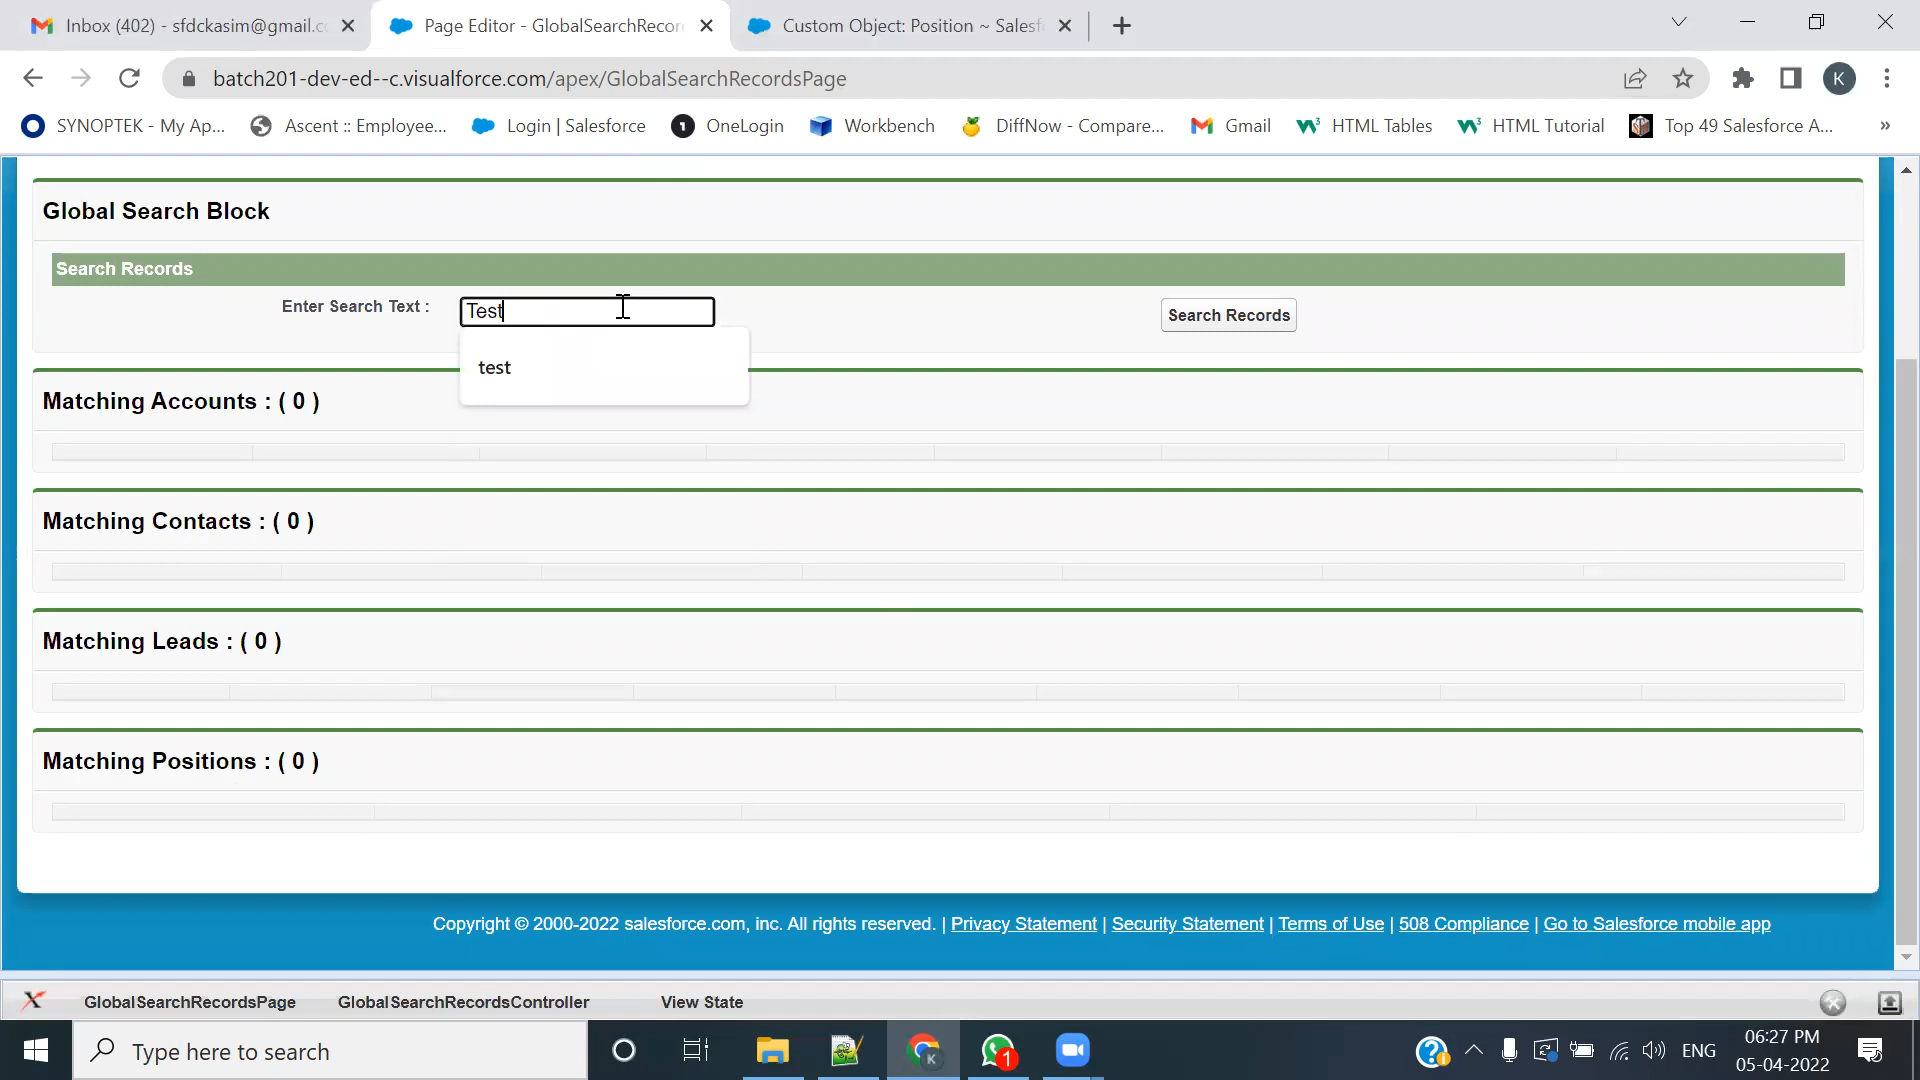 Inbox (402) - sfdckasim@gmail.c
Page Editor - GlobalSearchRecor
Custom Object: Position ~ Salesf
batch201-dev-ed--c.visualforce.com/apex/GlobalSearchRecordsPage
K
SYNOPTEK - My Ap...
Ascent :: Employee...
Login | Salesforce
OneLogin
Workbench
DiffNow - Compare...
Gmail
HTML Tables
HTML Tutorial
Top 49 Salesforce A...
»
Global Search Block
Search Records
Enter Search Text :
Test
Search Records
test
Matching Accounts : ( 0 )
Matching Contacts : ( 0 )
Matching Leads : ( 0 )
Matching Positions : ( 0 )
Copyright © 2000-2022 salesforce.com, inc. All rights reserved. | Privacy Statement | Security Statement | Terms of Use | 508 Compliance | Go to Salesforce mobile app
GlobalSearchRecordsPage
GlobalSearchRecordsController
View State
Type here to search
K
1
ENG
06:27 PM
05-04-2022